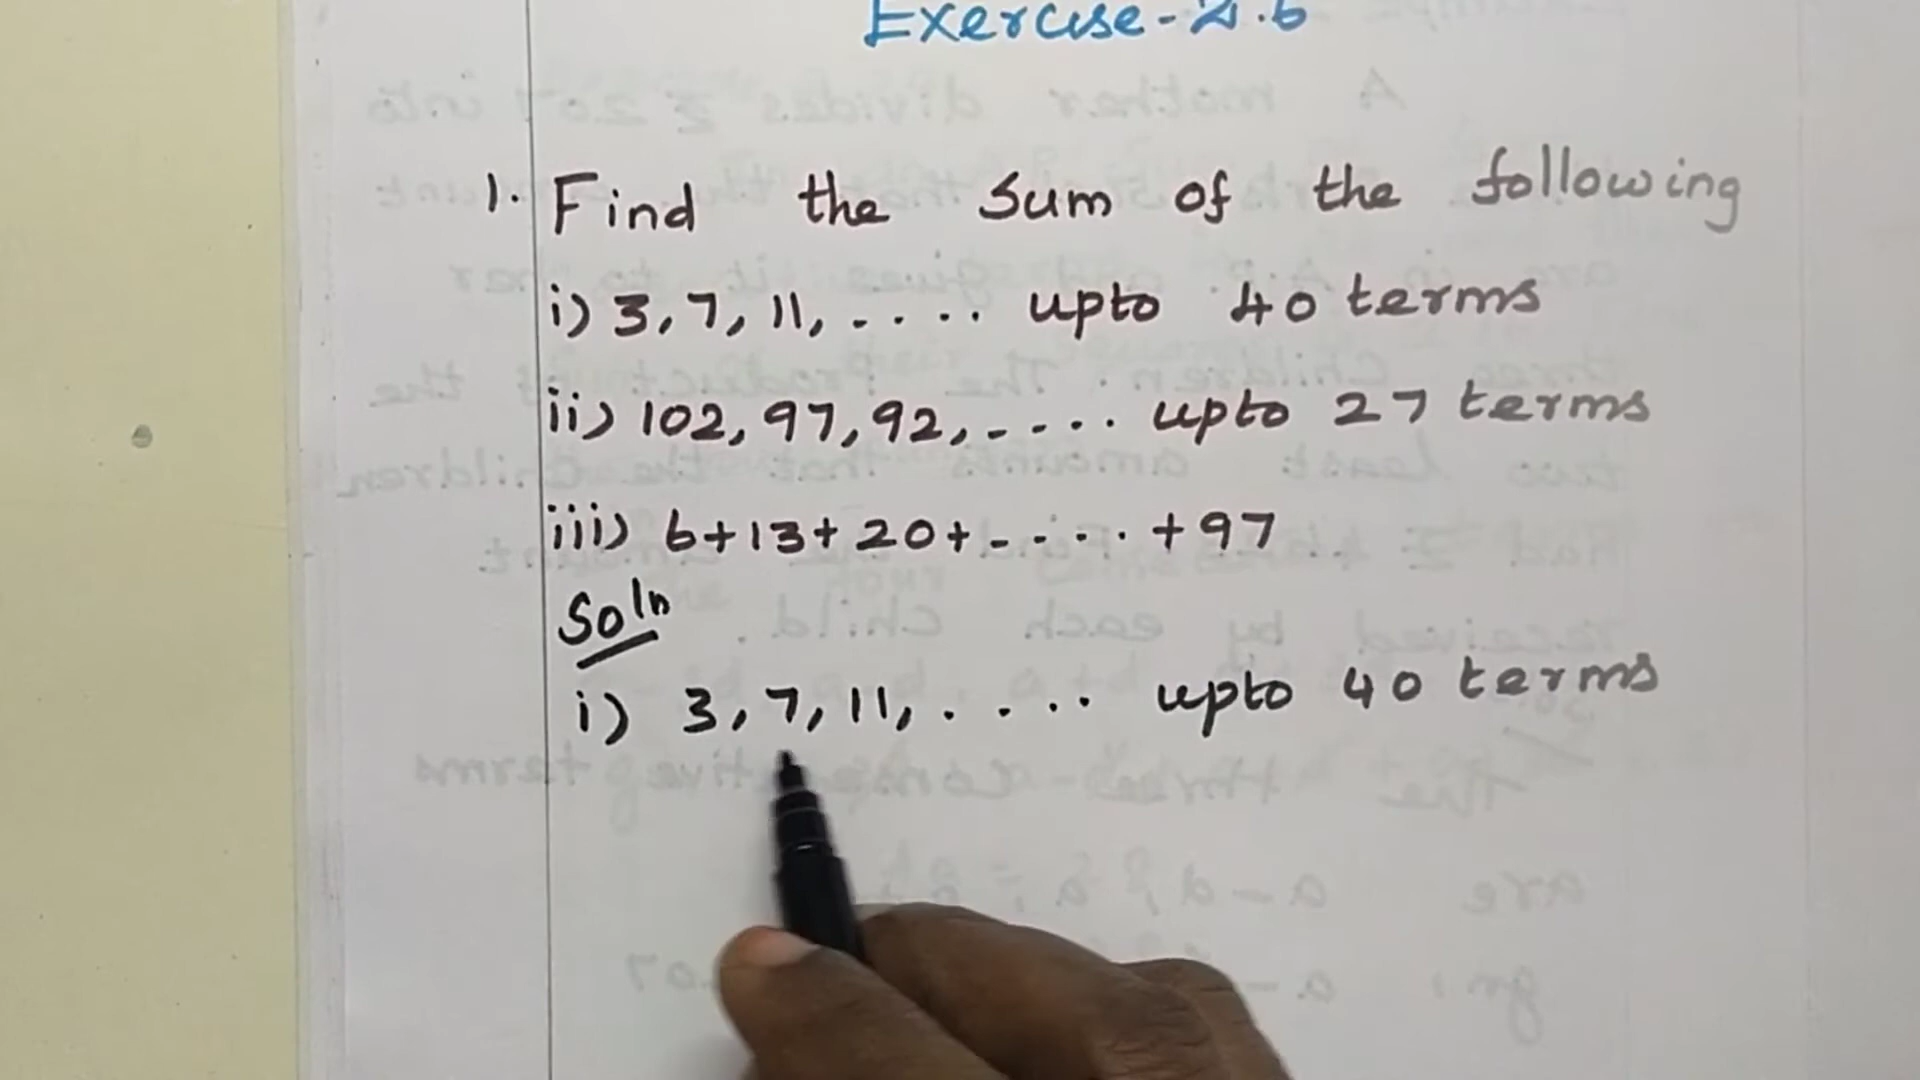 Exercise-2.6
1. Find the sum of the following
i) 3, 7, 11, .... upto 40 terms
ii) 102, 97, 92, .... upto 27 terms
iii) 6+13+20+ .... +97
Soln
i) 3, 7, 11, .... upto 40 terms